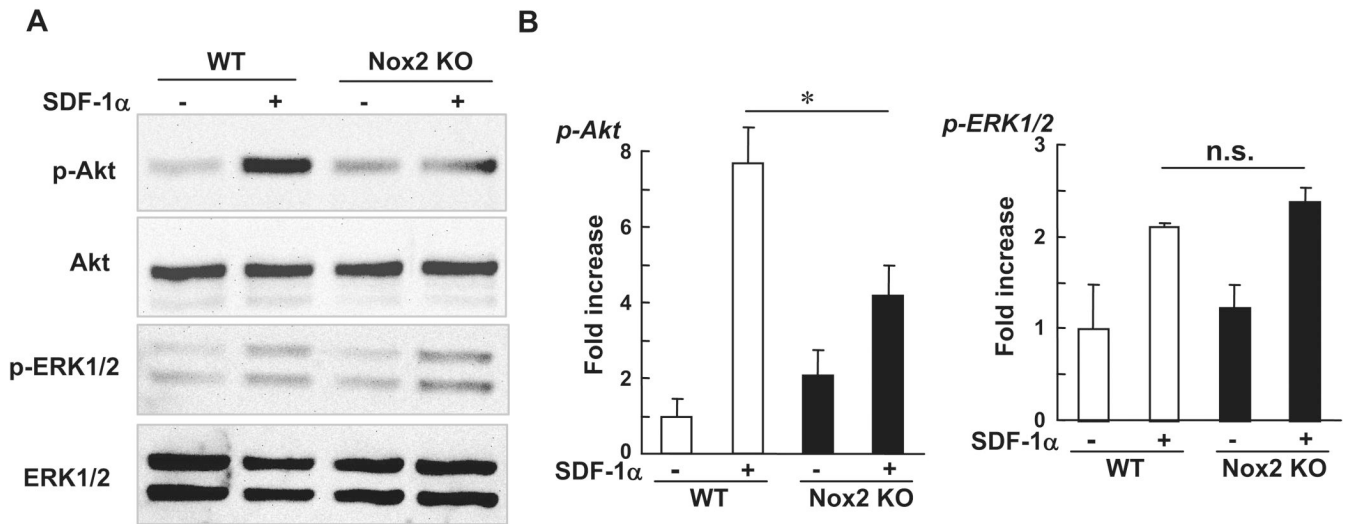 A
WT Nox2 KO
SDF-1α - + - +
p-Akt
Akt
p-ERK1/2
ERK1/2
B
p-Akt
*
Fold increase
8
6
4
2
0
SDF-1α - + - +
WT Nox2 KO
p-ERK1/2
n.s.
Fold increase
3
2
1
0
SDF-1α - + - +
WT Nox2 KO